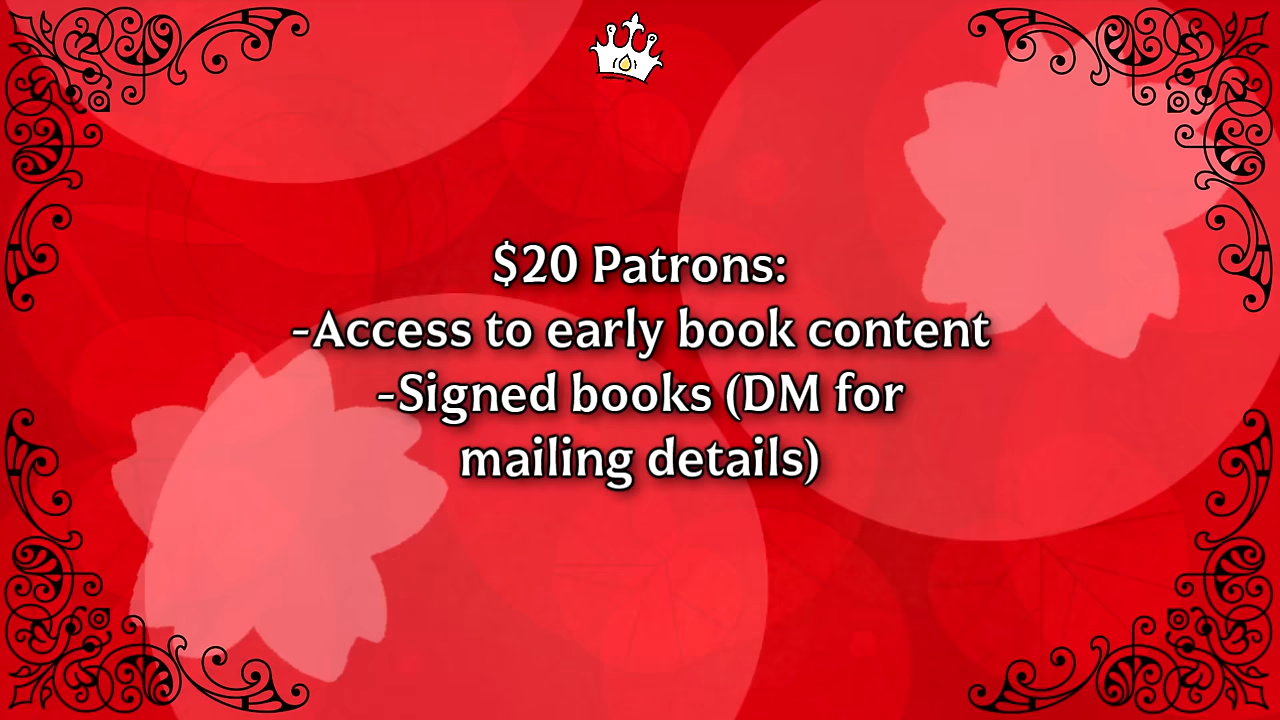 $20 Patrons:
-Access to early book content
-Signed books (DM for
mailing details)